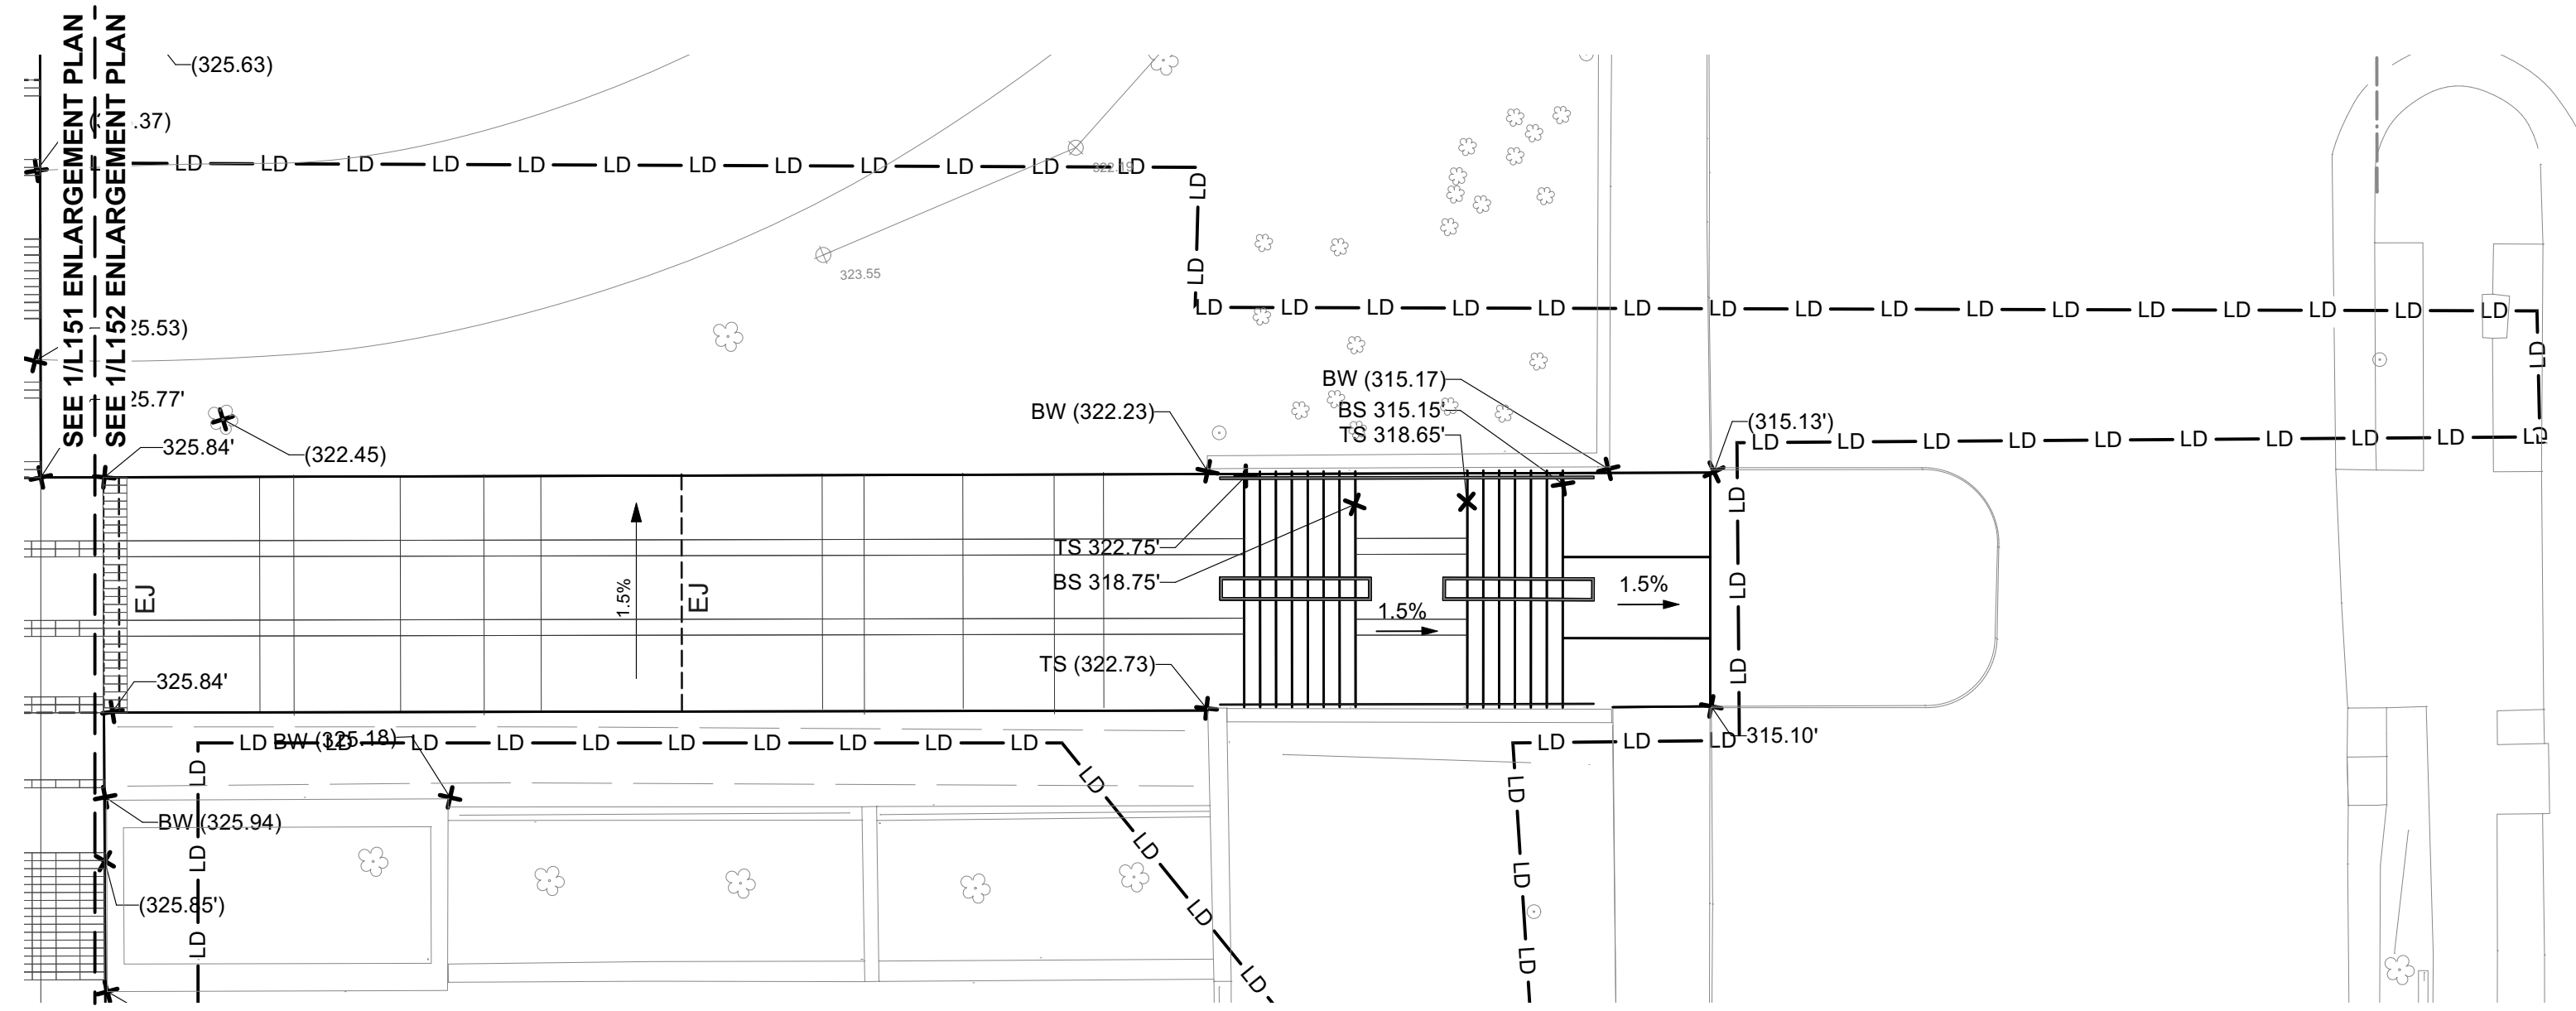 SEE 1/L151 ENLARGEMENT PLAN
SEE 1/L152 ENLARGEMENT PLAN
(325.63)
.37)
LD LD LD LD LD LD LD LD LD LD LD LD
322.49
LD
LD
323.55
LD LD LD LD LD LD LD LD LD LD LD LD LD LD LD LD
25.53)
LD
BW (315.17)
25.77'
BW (322.23)
BS 315.15'
(315.13')
TS 318.65'
LD LD LD LD LD LD LD LD LD LD
325.84'
(322.45)
LD
TS 322.75'
BS 318.75'
1.5%
EJ
EJ
1.5%
1.5%
LD
TS (322.73)
LD
325.84'
BW (325.18)
LD LD LD LD LD LD LD LD LD LD
LD LD LD
315.10'
LD
LD
LD
BW (325.94)
LD
LD
LD
(325.85')
LD
LD
LD
LD
LD